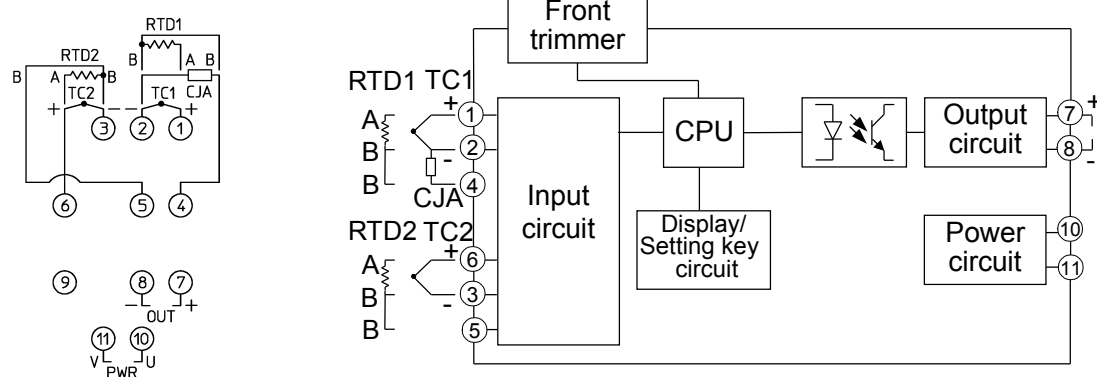 RTD1
B
A B
RTD2
B A B
CJA
+ TC2 TC1 +
③ ② ①
⑥ ⑤ ④
⑨ ⑧ ⑦
- OUT +
⑪ ⑩
V PWR U
Front
trimmer
RTD1 TC1
A + ①
B - ②
B CJA ④
RTD2 TC2
A + ⑥
B - ③
B ⑤
Input
circuit
CPU
Display/
Setting key
circuit
Output
circuit
⑦ +
⑧ -
Power
circuit
⑩
⑪